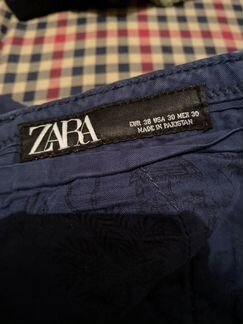 ZARA
EUR 38 USA 30 MEX 30
MADE IN PAKISTAN